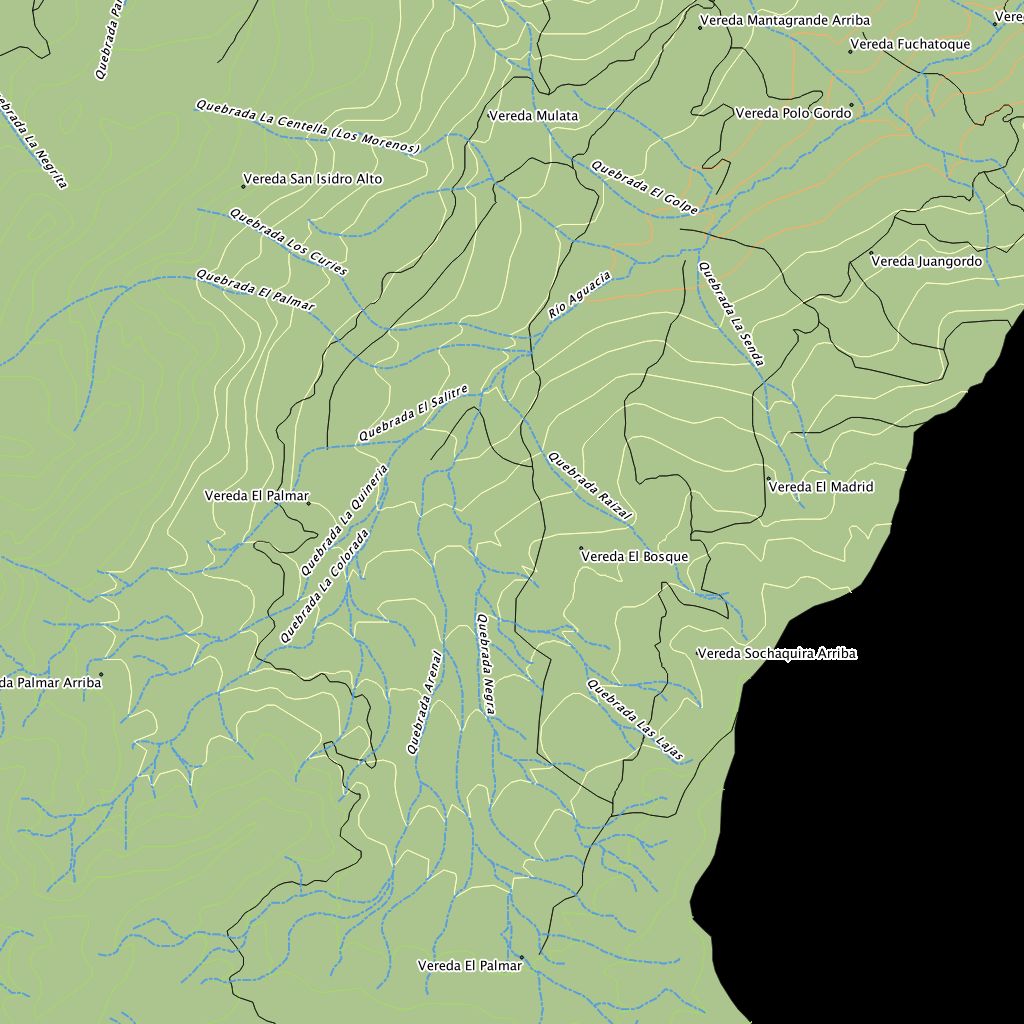 Vereda Mantagrande Arriba
Quebrada
Vereda Fuchatoque
Quebrada La Centella (Los Morenos)
Vereda Mulata
Vereda Polo Gordo
La Negrita
Vereda San Isidro Alto
Quebrada El Golpe
Quebrada Los Curíes
Vereda Juangordo
Quebrada El Palmar
Río Aguacía
Quebrada La Senda
Quebrada El Salitre
Vereda El Palmar
Quebrada La Quinería
Quebrada Raizal
Vereda El Madrid
Quebrada La Colorada
Vereda El Bosque
Quebrada Negra
Vereda Sochaquira Arriba
Palmar Arriba
Quebrada Arenal
Quebrada Las Lajas
Vereda El Palmar